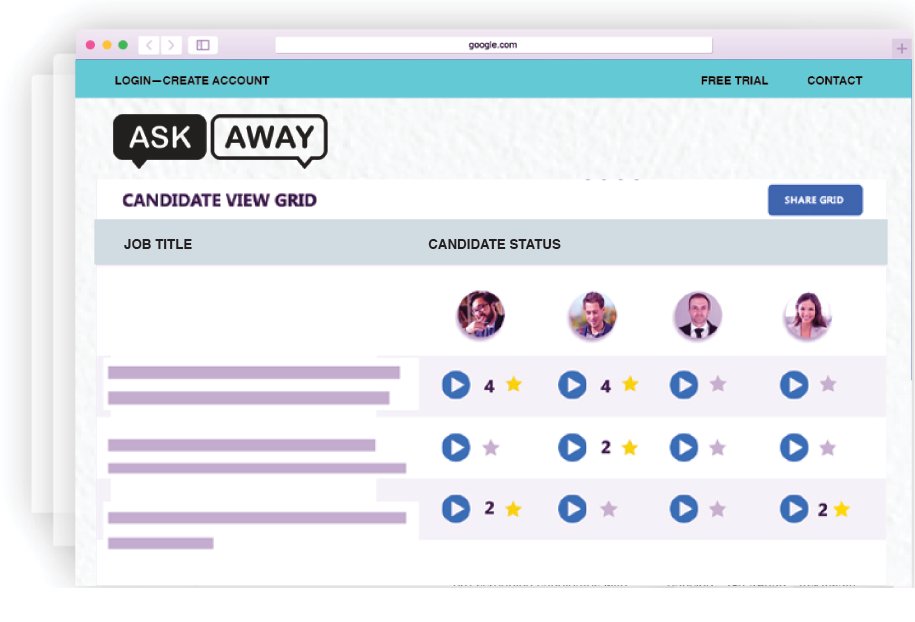 google.com
LOGIN—CREATE ACCOUNT FREE TRIAL CONTACT
ASK AWAY
CANDIDATE VIEW GRID SHARE GRID
JOB TITLE CANDIDATE STATUS
4 4
2
2 2